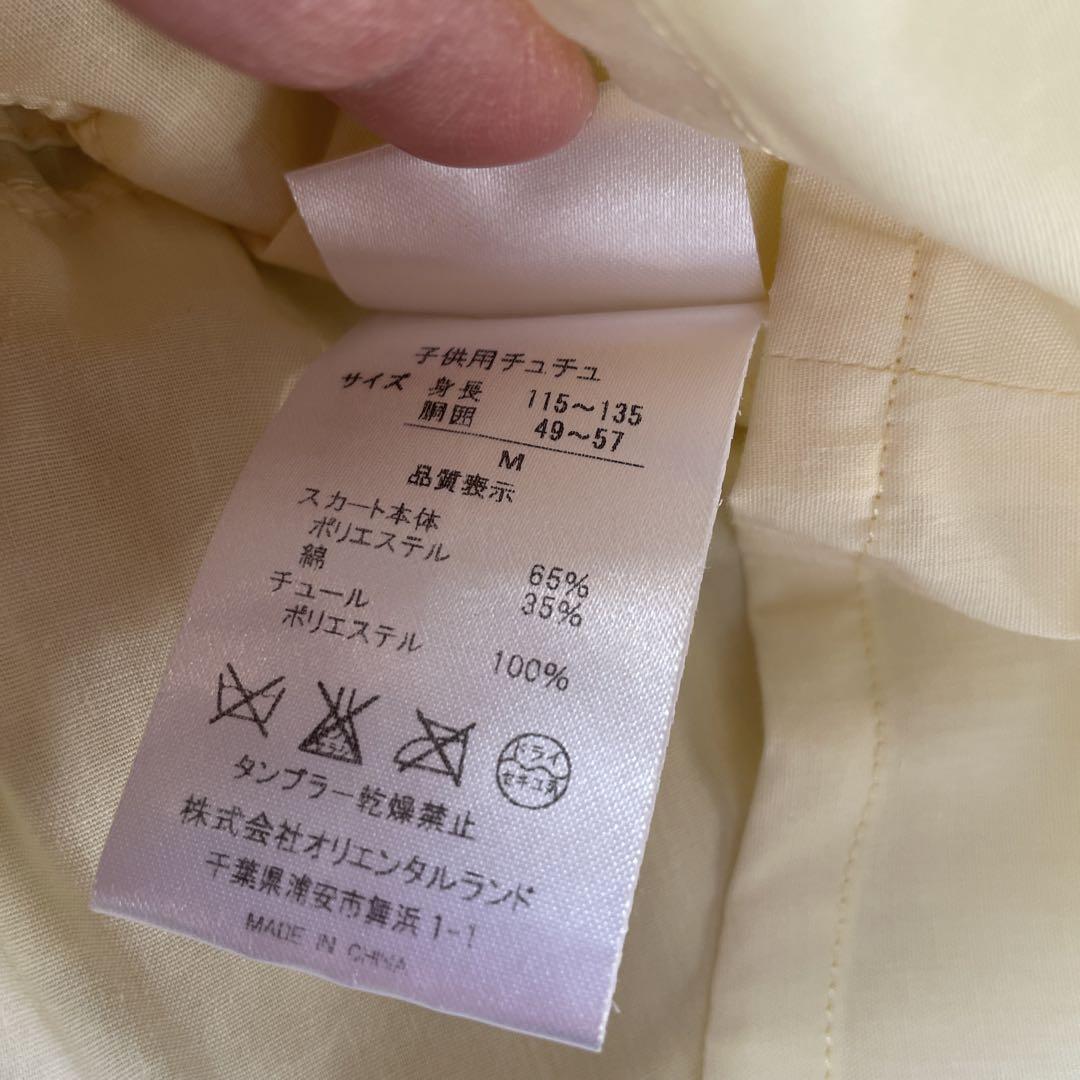 子供用チュチュ
サイズ 身長 115～135
胴囲 49～57
M
品質表示
スカート本体
ポリエステル 65%
綿 35%
チュール
ポリエステル 100%
ドライ
セキユ系
タンブラー乾燥禁止
株式会社オリエンタルランド
千葉県浦安市舞浜1-1
MADE IN CHINA